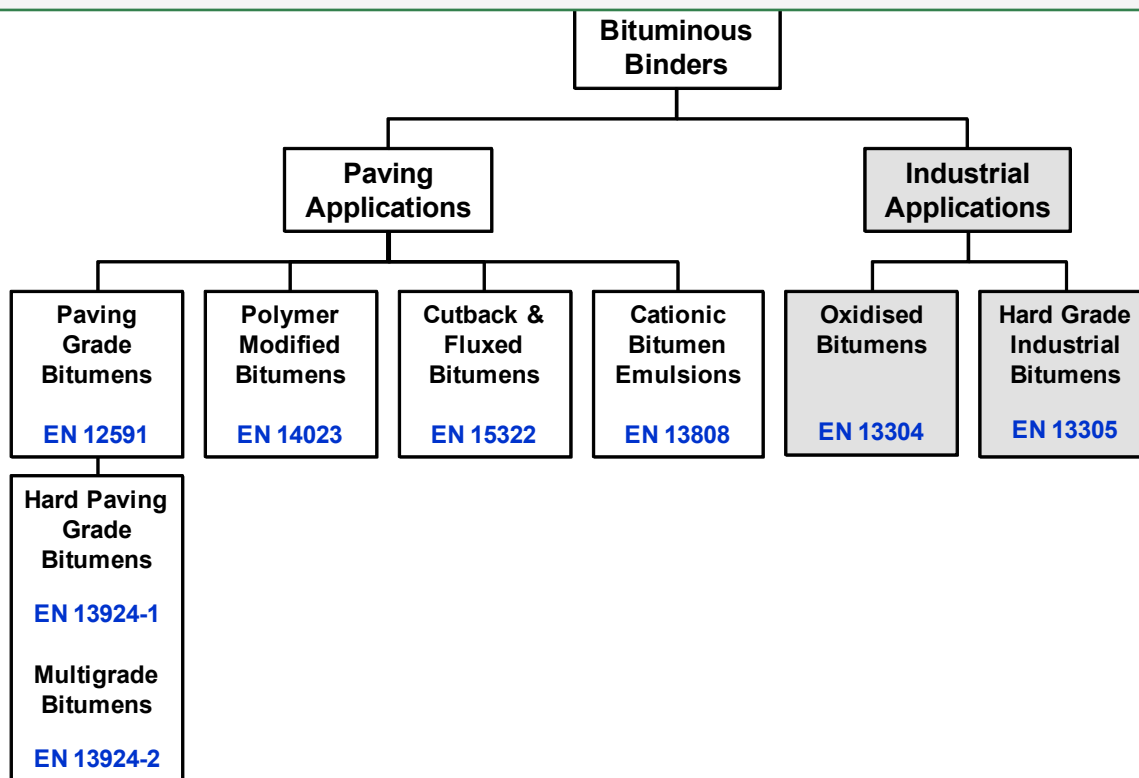 Bituminous
Binders
Paving
Applications
Industrial
Applications
Paving
Grade
Bitumens
EN 12591
Polymer
Modified
Bitumens
EN 14023
Cutback &
Fluxed
Bitumens
EN 15322
Cationic
Bitumen
Emulsions
EN 13808
Oxidised
Bitumens
EN 13304
Hard Grade
Industrial
Bitumens
EN 13305
Hard Paving
Grade
Bitumens
EN 13924-1
Multigrade
Bitumens
EN 13924-2